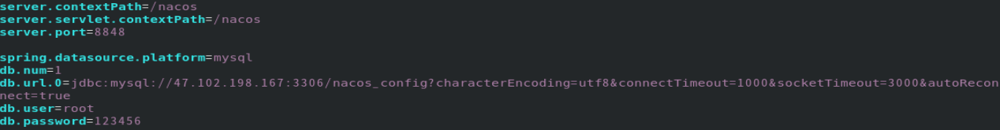 server.contextPath=/nacos
server.servlet.contextPath=/nacos
server.port=8848
spring.datasource.platform=mysql
db.num=1
db.url.0=jdbc:mysql://47.102.198.167:3306/nacos_config?characterEncoding=utf8&connectTimeout=1000&socketTimeout=3000&autoRecon
nect=true
db.user=root
db.password=123456